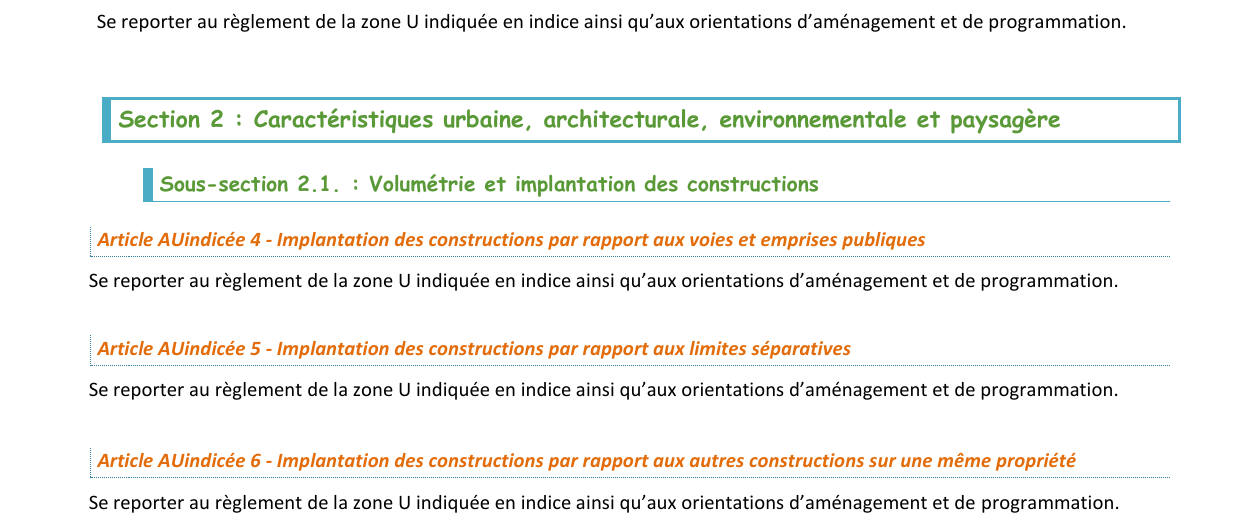 Se reporter au règlement de la zone U indiquée en indice ainsi qu’aux orientations d’aménagement et de programmation.
Section 2 : Caractéristiques urbaine, architecturale, environnementale et paysagère
Sous-section 2.1. : Volumétrie et implantation des constructions
Article AUindicée 4 - Implantation des constructions par rapport aux voies et emprises publiques
Se reporter au règlement de la zone U indiquée en indice ainsi qu’aux orientations d’aménagement et de programmation.
Article AUindicée 5 - Implantation des constructions par rapport aux limites séparatives
Se reporter au règlement de la zone U indiquée en indice ainsi qu’aux orientations d’aménagement et de programmation.
Article AUindicée 6 - Implantation des constructions par rapport aux autres constructions sur une même propriété
Se reporter au règlement de la zone U indiquée en indice ainsi qu’aux orientations d’aménagement et de programmation.